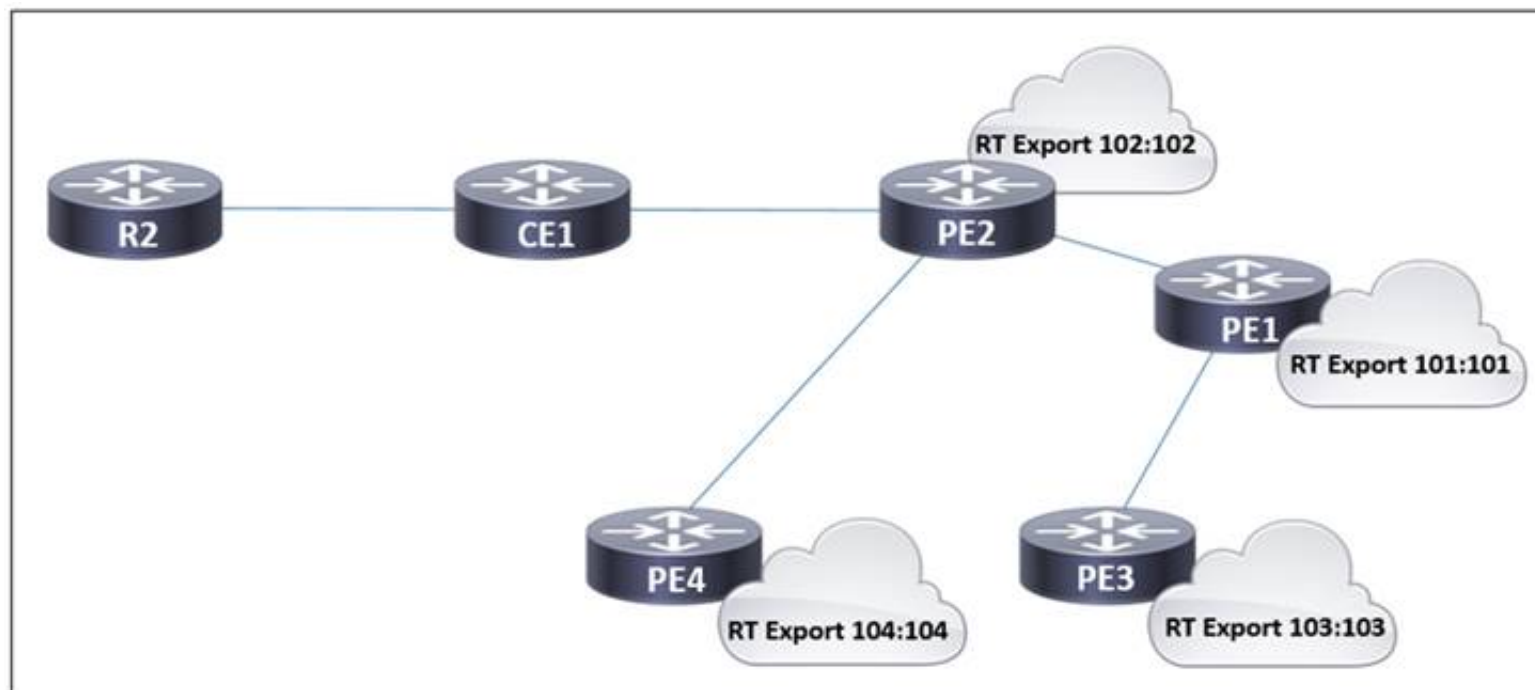 RT Export 102:102
R2
CE1
PE2
PE1
RT Export 101:101
PE4
RT Export 104:104
PE3
RT Export 103:103